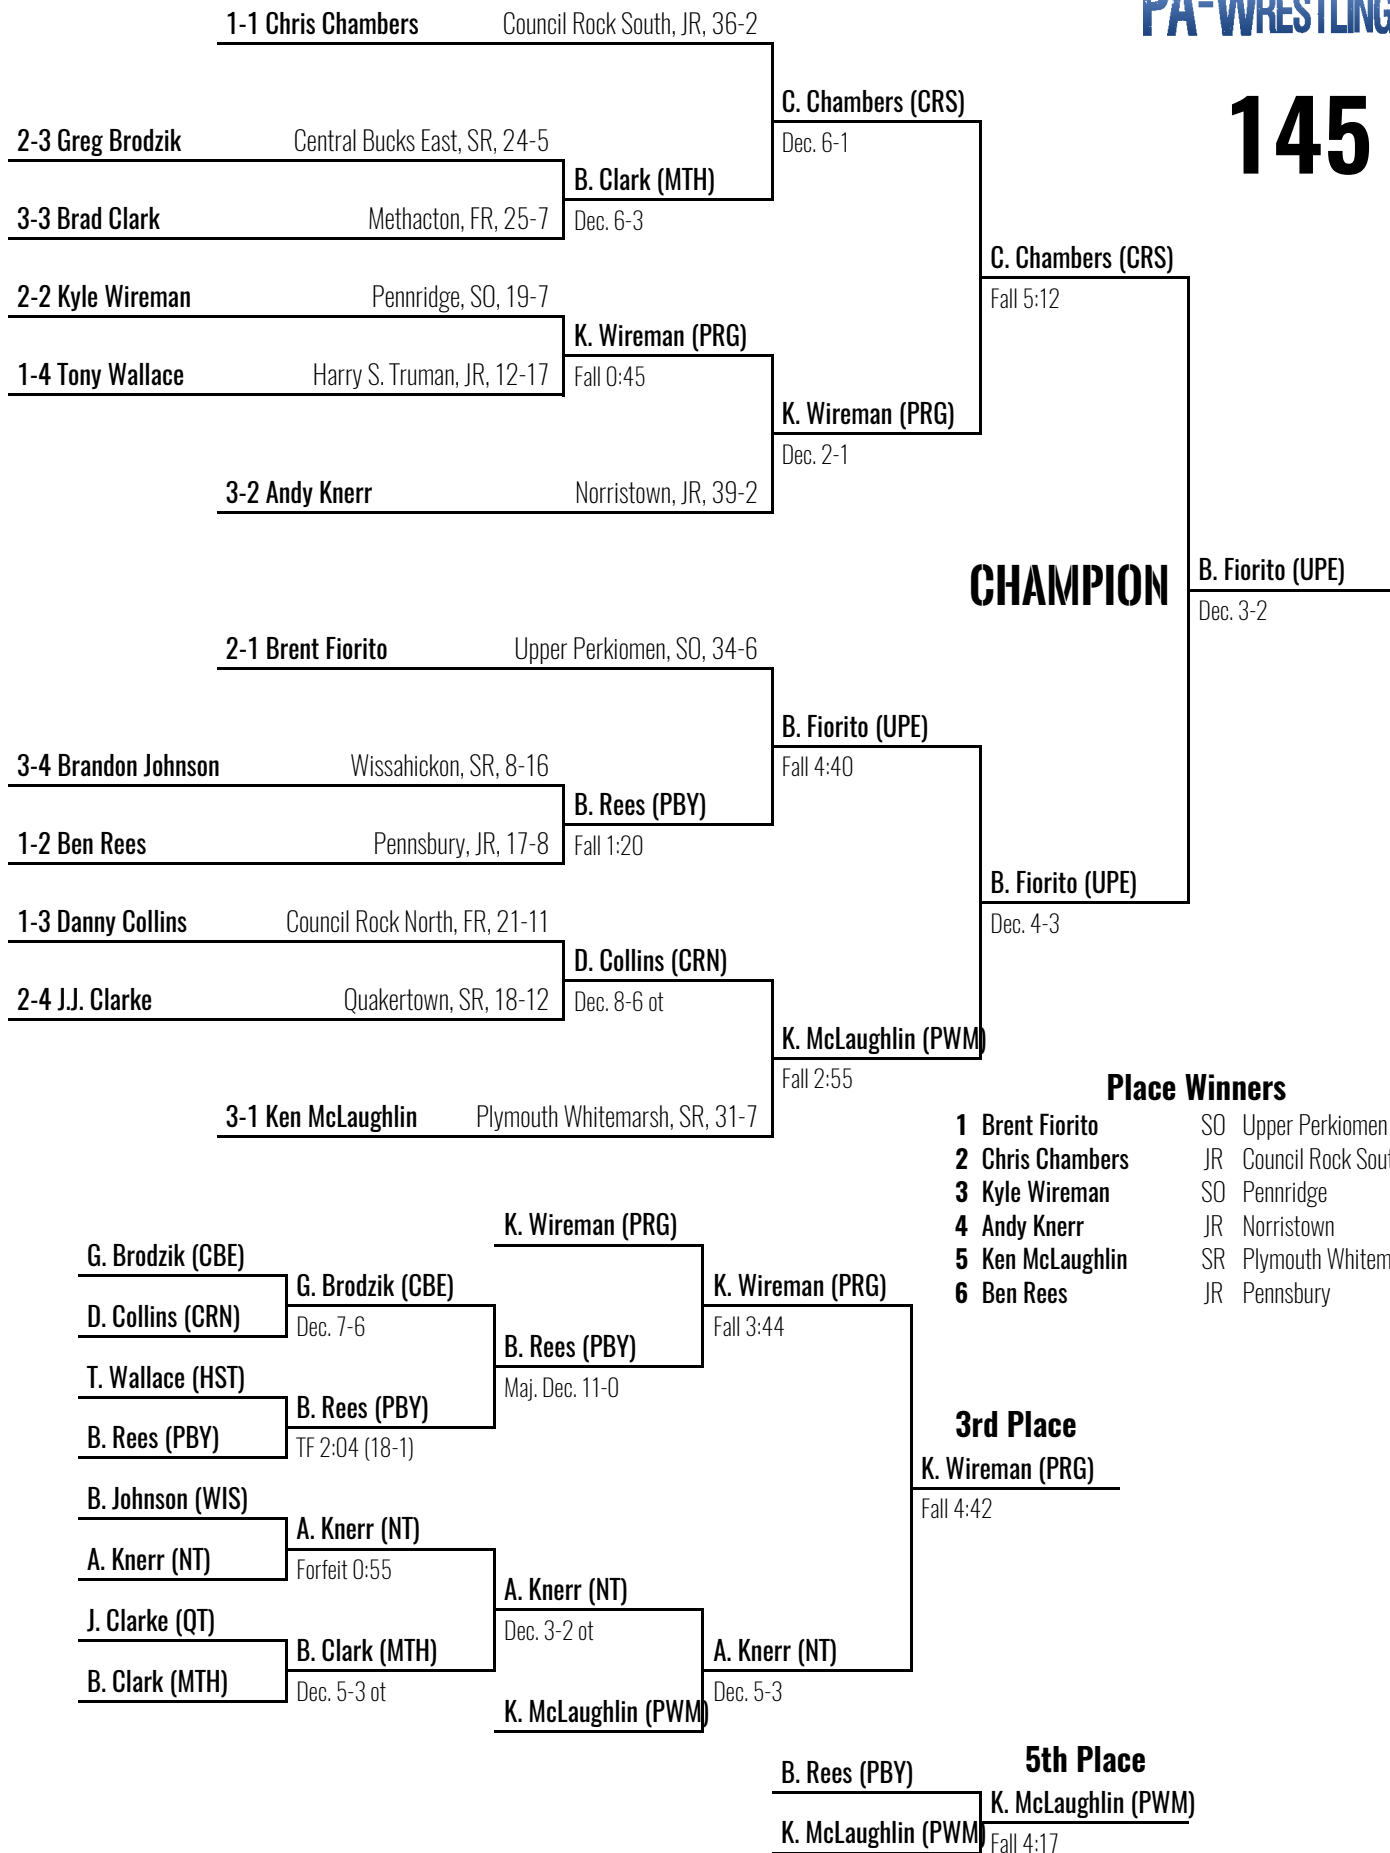 PA-WRESTLING
145
1-1 Chris Chambers Council Rock South, JR, 36-2
C. Chambers (CRS)
Dec. 6-1
2-3 Greg Brodzik Central Bucks East, SR, 24-5
B. Clark (MTH)
Dec. 6-3
3-3 Brad Clark Methacton, FR, 25-7
C. Chambers (CRS)
Fall 5:12
2-2 Kyle Wireman Pennridge, SO, 19-7
K. Wireman (PRG)
Fall 0:45
1-4 Tony Wallace Harry S. Truman, JR, 12-17
K. Wireman (PRG)
Dec. 2-1
3-2 Andy Knerr Norristown, JR, 39-2
CHAMPION
B. Fiorito (UPE)
Dec. 3-2
2-1 Brent Fiorito Upper Perkiomen, SO, 34-6
B. Fiorito (UPE)
Fall 4:40
3-4 Brandon Johnson Wissahickon, SR, 8-16
B. Rees (PBY)
Fall 1:20
1-2 Ben Rees Pennsbury, JR, 17-8
B. Fiorito (UPE)
Dec. 4-3
1-3 Danny Collins Council Rock North, FR, 21-11
D. Collins (CRN)
Dec. 8-6 ot
2-4 J.J. Clarke Quakertown, SR, 18-12
K. McLaughlin (PWM)
Fall 2:55
3-1 Ken McLaughlin Plymouth Whitemarsh, SR, 31-7
Place Winners
1 Brent Fiorito SO Upper Perkiomen
2 Chris Chambers JR Council Rock Sout
3 Kyle Wireman SO Pennridge
4 Andy Knerr JR Norristown
5 Ken McLaughlin SR Plymouth Whitem
6 Ben Rees JR Pennsbury
K. Wireman (PRG)
G. Brodzik (CBE)
G. Brodzik (CBE)
Dec. 7-6
D. Collins (CRN)
K. Wireman (PRG)
Fall 3:44
B. Rees (PBY)
Maj. Dec. 11-0
T. Wallace (HST)
B. Rees (PBY)
TF 2:04 (18-1)
B. Rees (PBY)
3rd Place
K. Wireman (PRG)
Fall 4:42
B. Johnson (WIS)
A. Knerr (NT)
Forfeit 0:55
A. Knerr (NT)
A. Knerr (NT)
Dec. 3-2 ot
J. Clarke (QT)
B. Clark (MTH)
Dec. 5-3 ot
B. Clark (MTH)
A. Knerr (NT)
Dec. 5-3
K. McLaughlin (PWM)
5th Place
B. Rees (PBY)
K. McLaughlin (PWM)
Fall 4:17
K. McLaughlin (PWM)